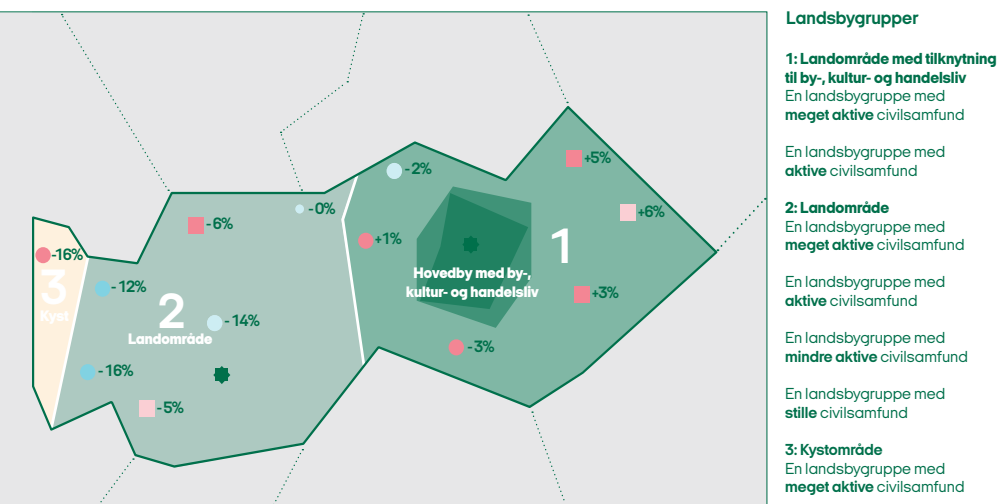 -2%
+5%
-6%
-0%
+6%
+1%
1
-16%
3
Kyst
-12%
2
Landområde
Hovedby med by-,
kultur- og handelsliv
+3%
-14%
-3%
-16%
-5%
Landsbygrupper
1: Landområde med tilknytning
til by-, kultur- og handelsliv
En landsbygruppe med
meget aktive civilsamfund
En landsbygruppe med
aktive civilsamfund
2: Landområde
En landsbygruppe med
meget aktive civilsamfund
En landsbygruppe med
aktive civilsamfund
En landsbygruppe med
mindre aktive civilsamfund
En landsbygruppe med
stille civilsamfund
3: Kystområde
En landsbygruppe med
meget aktive civilsamfund